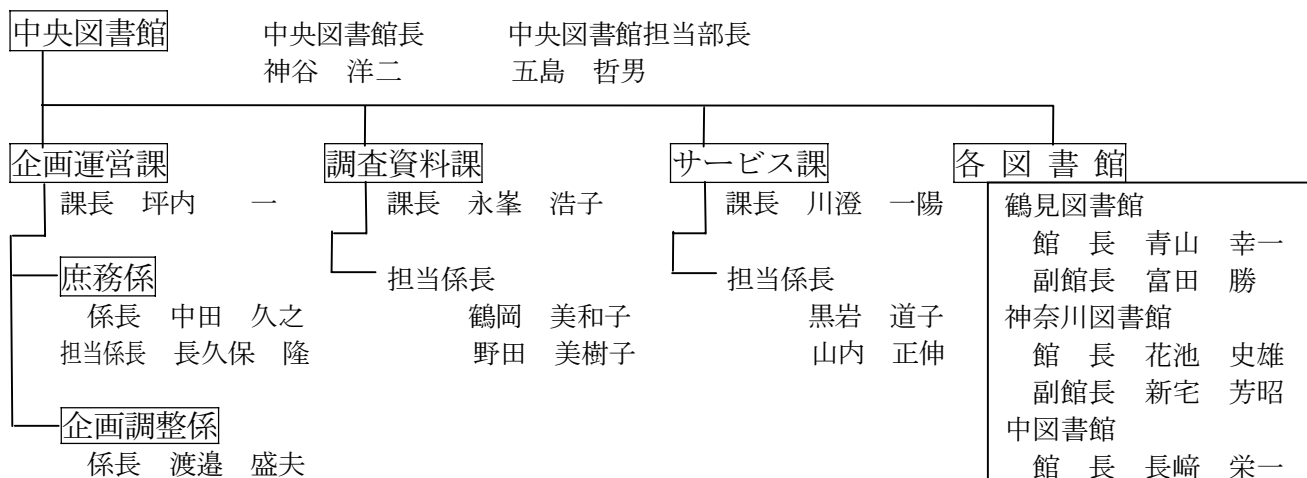 中央図書館　中央図書館長　中央図書館担当部長
神谷　洋二　五島　哲男
企画運営課
課長　坪内　一
庶務係
係長　中田　久之
担当係長　長久保　隆
企画調整係
係長　渡邉　盛夫
調査資料課
課長　永峯　浩子
担当係長
鶴岡　美和子
野田　美樹子
サービス課
課長　川澄　一陽
担当係長
黒岩　道子
山内　正伸
各図書館
鶴見図書館
館　長　青山　幸一
副館長　富田　勝
神奈川図書館
館　長　花池　史雄
副館長　新宅　芳昭
中図書館
館　長　長﨑　栄一